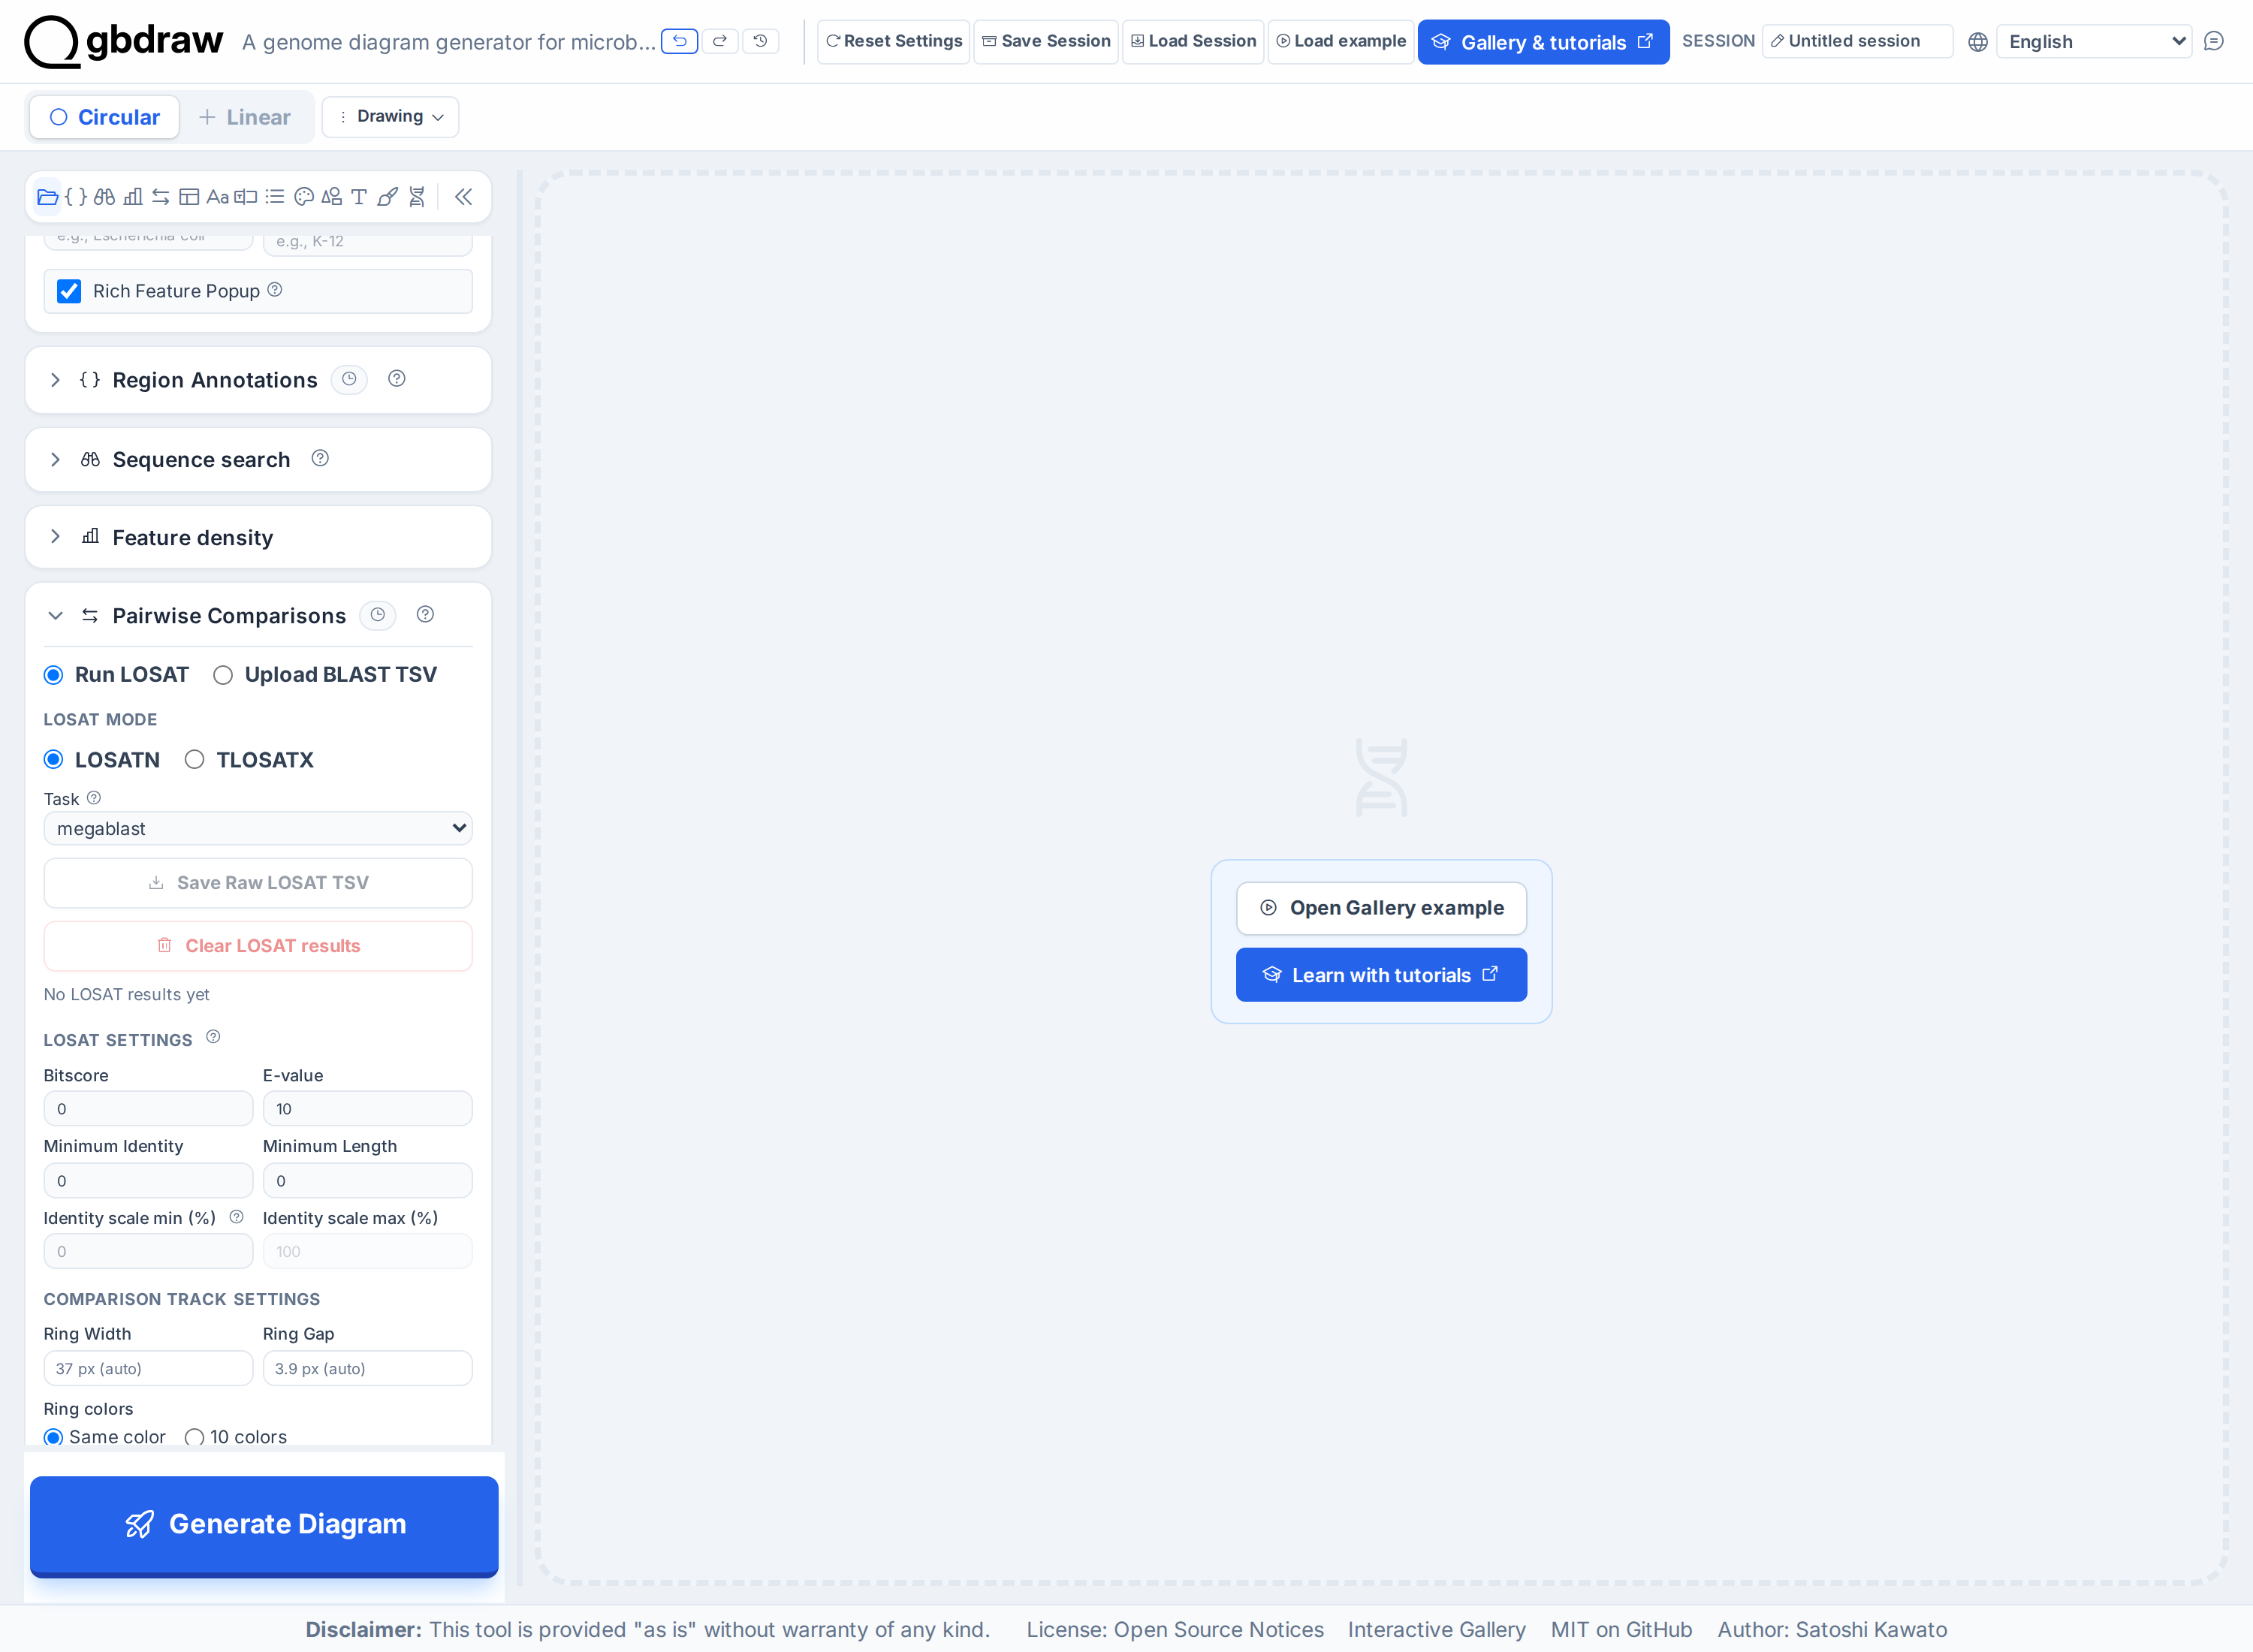 gbdraw A genome diagram generator for microb... Reset Settings Save Session Load Session Load example Gallery & tutorials SESSION Untitled session English
Circular Linear Drawing
e.g., Escherichia coli e.g., K-12
Rich Feature Popup
Region Annotations
Sequence search
Feature density
Pairwise Comparisons
Run LOSAT Upload BLAST TSV
LOSAT MODE
LOSATN TLOSATX
Task
megablast
Save Raw LOSAT TSV
Clear LOSAT results
No LOSAT results yet
LOSAT SETTINGS
Bitscore E-value
0 10
Minimum Identity Minimum Length
0 0
Identity scale min (%) Identity scale max (%)
0 100
COMPARISON TRACK SETTINGS
Ring Width Ring Gap
37 px (auto) 3.9 px (auto)
Ring colors
Same color 10 colors
Generate Diagram
Open Gallery example
Learn with tutorials
Disclaimer: This tool is provided "as is" without warranty of any kind. License: Open Source Notices Interactive Gallery MIT on GitHub Author: Satoshi Kawato